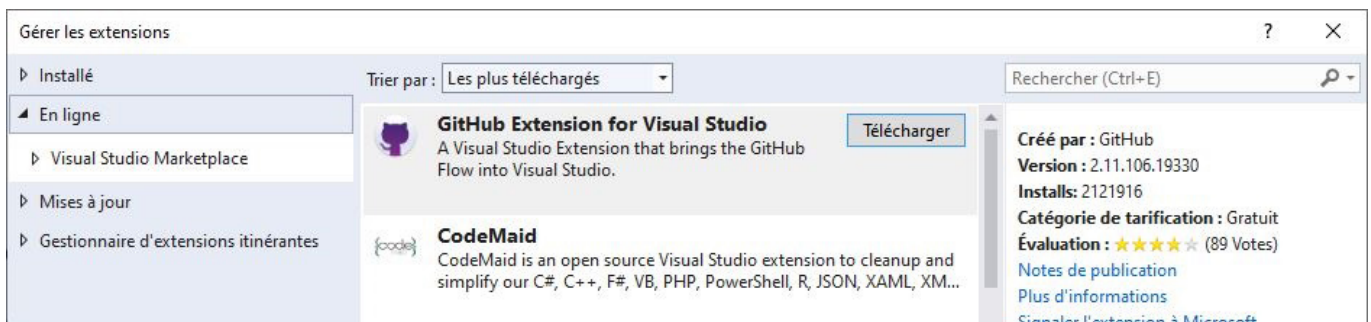 Gérer les extensions
?
Installé
En ligne
Visual Studio Marketplace
Mises à jour
Gestionnaire d'extensions itinérantes
Trier par : Les plus téléchargés
GitHub Extension for Visual Studio
Télécharger
A Visual Studio Extension that brings the GitHub
Flow into Visual Studio.
{code}
CodeMaid
CodeMaid is an open source Visual Studio extension to cleanup and
simplify our C#, C++, F#, VB, PHP, PowerShell, R, JSON, XAML, XM...
Rechercher (Ctrl+E)
Créé par : GitHub
Version : 2.11.106.19330
Installs: 2121916
Catégorie de tarification : Gratuit
Évaluation : (89 Votes)
Notes de publication
Plus d'informations
Signaler l'extension à Microsoft